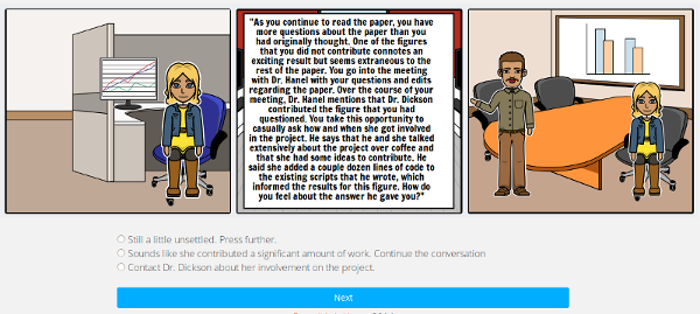 "As you continue to read the paper, you have
more questions about the paper than you
had originally thought. One of the figures
that you did not contribute connotes an
exciting result but seems extraneous to the
rest of the paper. You go into the meeting
with Dr. Hanel with your questions and edits
regarding the paper. Over the course of your
meeting, Dr. Hanel mentions that Dr. Dickson
contributed the figure that you had
questioned. You take this opportunity to
casually ask how and when she got involved
in the project. He says that he and she talked
extensively about the project over coffee and
that she had some ideas to contribute. He
said she added a couple dozen lines of code to
the existing scripts that he wrote, which
informed the results for this figure. How do
you feel about the answer he gave you?"
Still a little unsettled. Press further.
Sounds like she contributed a significant amount of work. Continue the conversation
Contact Dr. Dickson about her involvement on the project.
Next